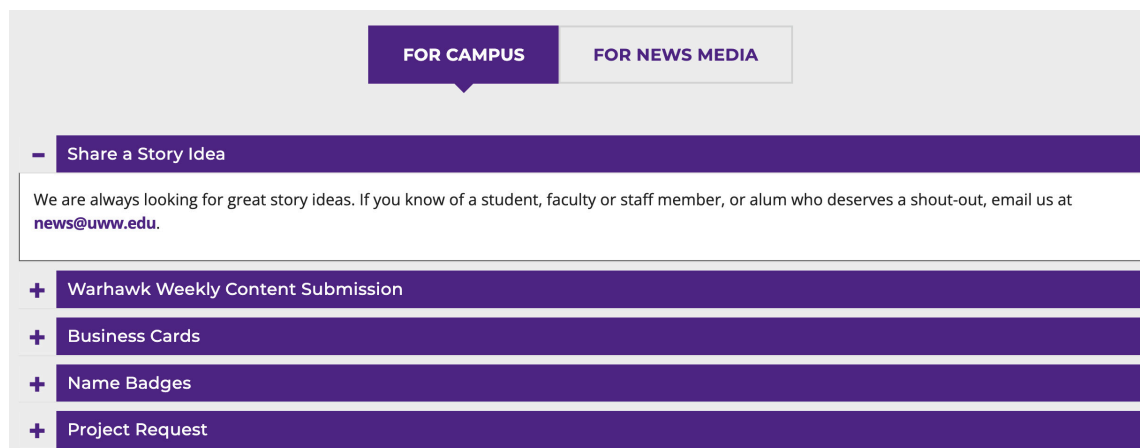 FOR CAMPUS
FOR NEWS MEDIA
Share a Story Idea
We are always looking for great story ideas. If you know of a student, faculty or staff member, or alum who deserves a shout-out, email us at
news@uww.edu.
Warhawk Weekly Content Submission
Business Cards
Name Badges
Project Request